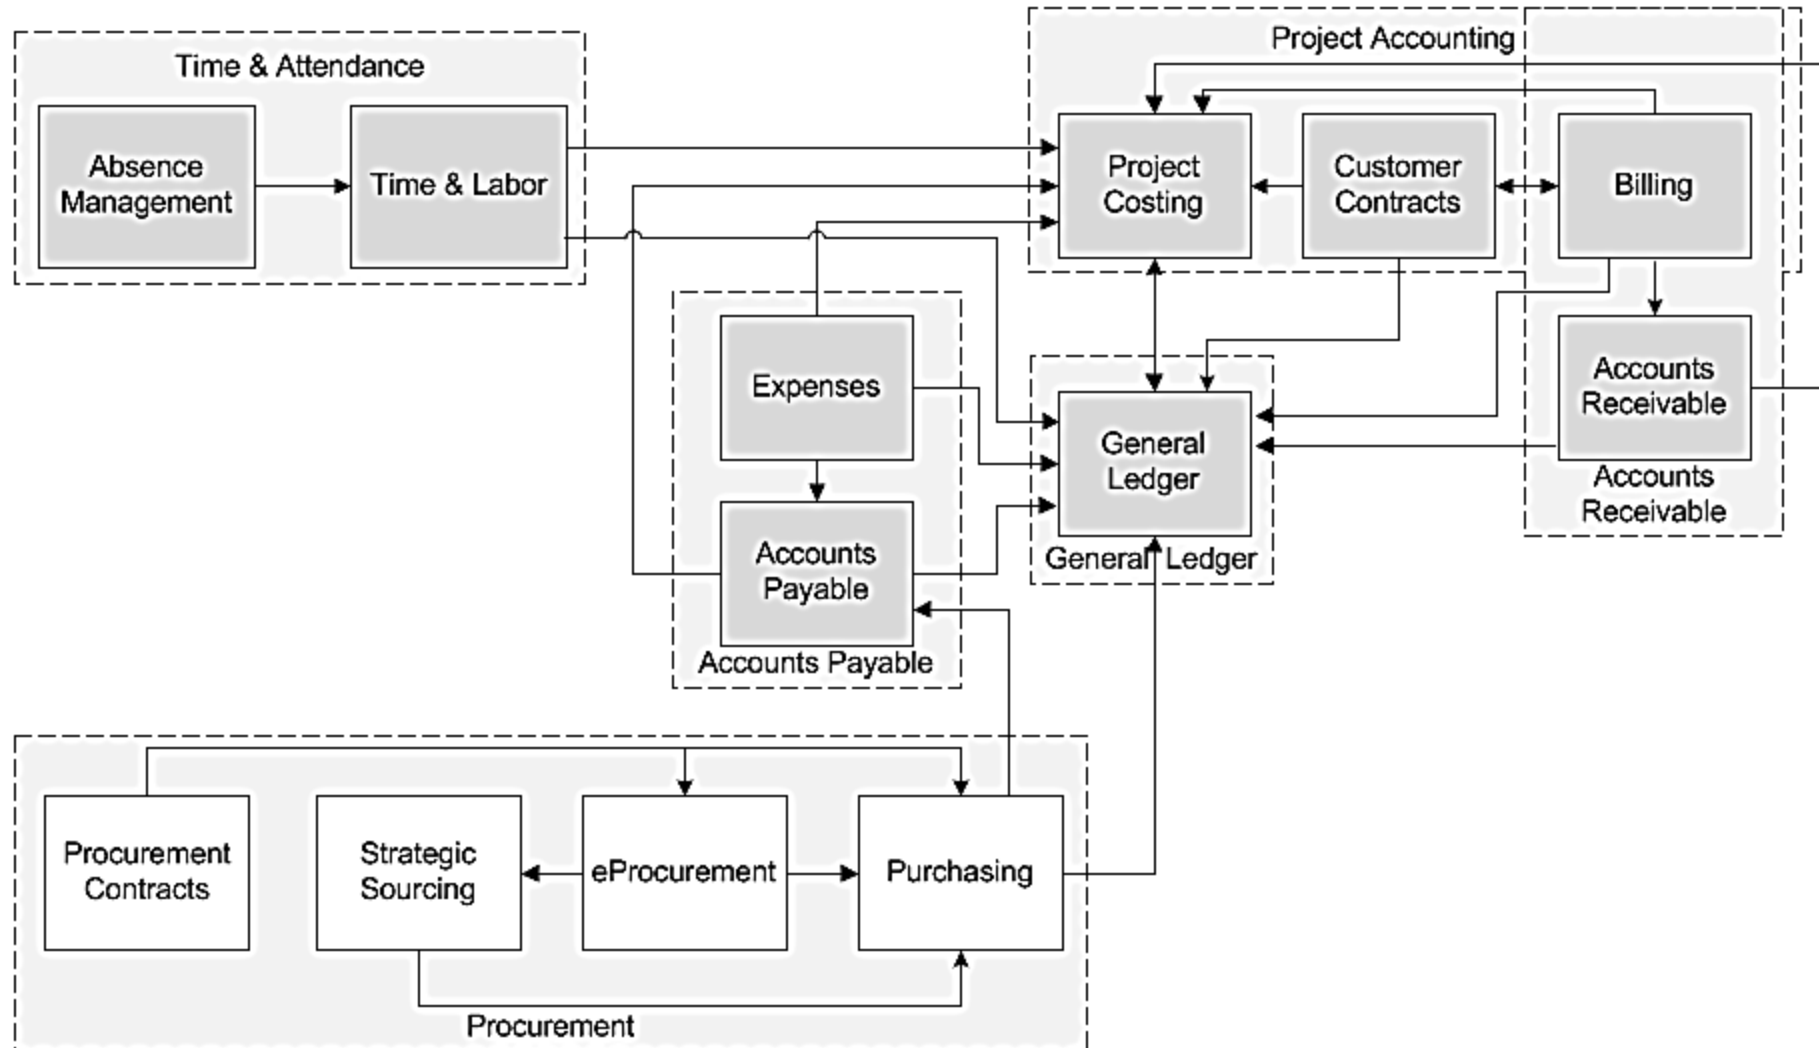 Project Accounting
Time & Attendance
Absence
Management
Time & Labor
Project
Costing
Customer
Contracts
Billing
Expenses
Accounts
Receivable
General
Ledger
Accounts
Receivable
Accounts
Payable
General Ledger
Accounts Payable
Procurement
Contracts
Strategic
Sourcing
eProcurement
Purchasing
Procurement